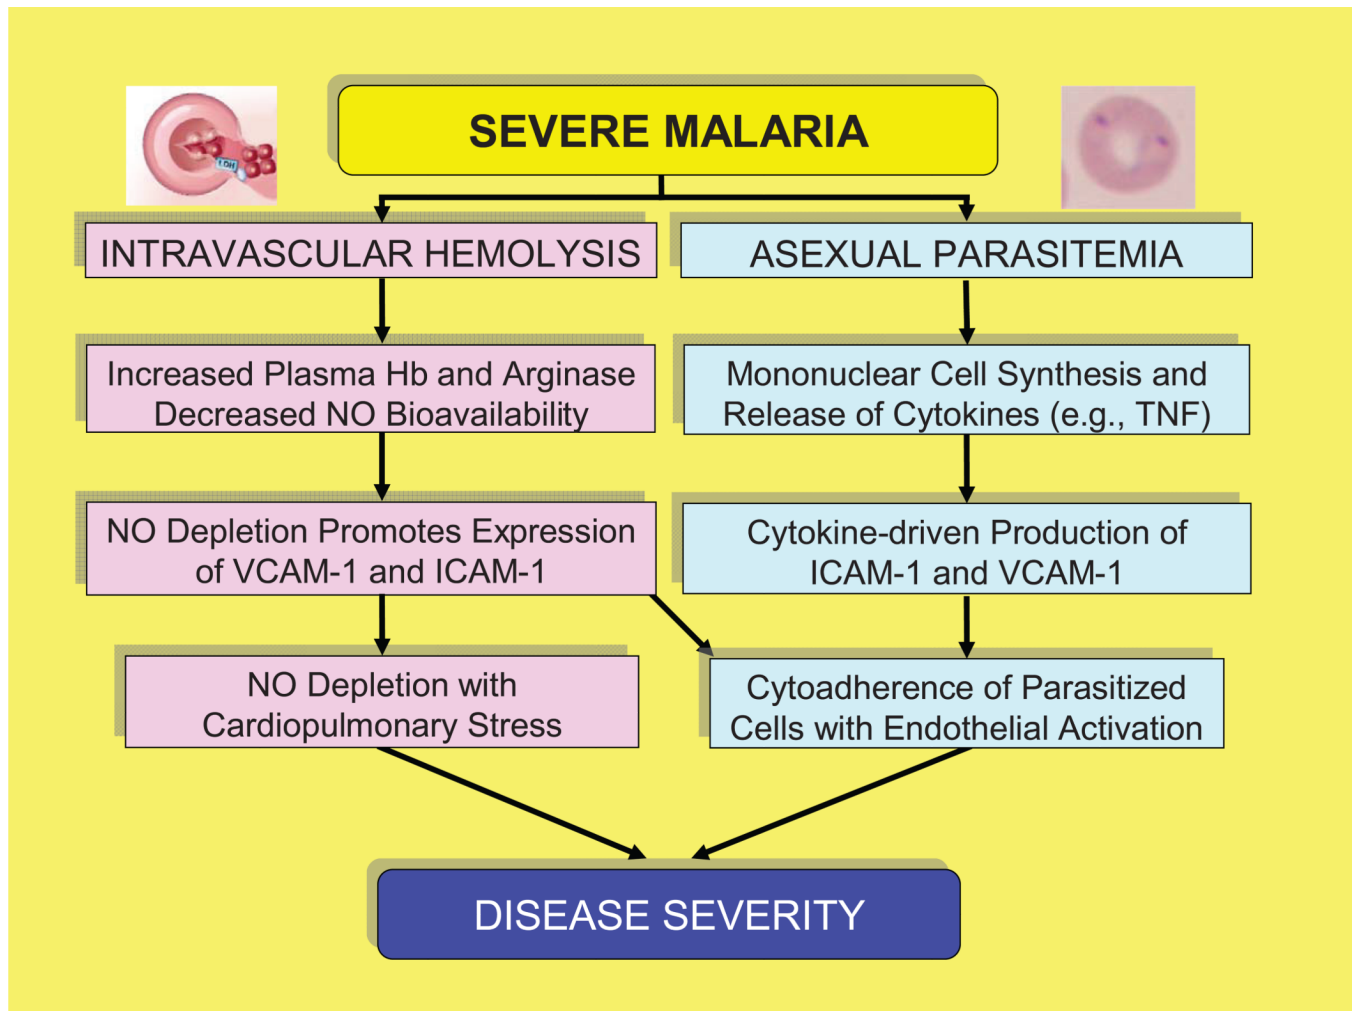 SEVERE MALARIA
LDH
INTRAVASCULAR HEMOLYSIS
ASEXUAL PARASITEMIA
Increased Plasma Hb and Arginase
Decreased NO Bioavailability
Mononuclear Cell Synthesis and
Release of Cytokines (e.g., TNF)
NO Depletion Promotes Expression
of VCAM-1 and ICAM-1
Cytokine-driven Production of
ICAM-1 and VCAM-1
NO Depletion with
Cardiopulmonary Stress
Cytoadherence of Parasitized
Cells with Endothelial Activation
DISEASE SEVERITY